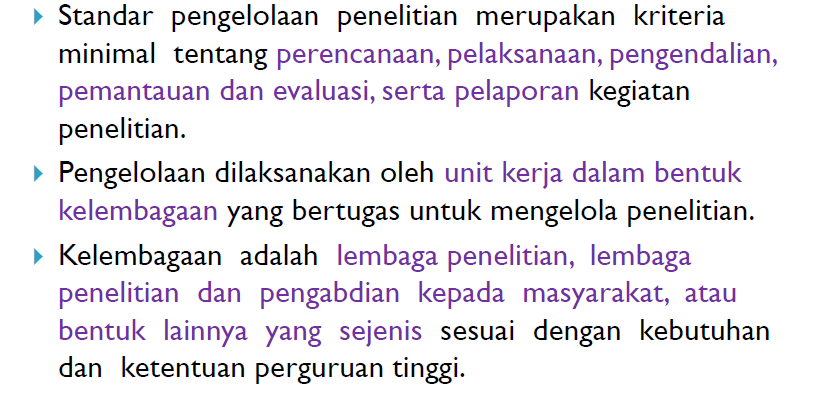 Standar pengelolaan penelitian merupakan kriteria
minimal tentang perencanaan, pelaksanaan, pengendalian,
pemantauan dan evaluasi, serta pelaporan kegiatan
penelitian.
Pengelolaan dilaksanakan oleh unit kerja dalam bentuk
kelembagaan yang bertugas untuk mengelola penelitian.
Kelembagaan adalah lembaga penelitian, lembaga
penelitian dan pengabdian kepada masyarakat, atau
bentuk lainnya yang sejenis sesuai dengan kebutuhan
dan ketentuan perguruan tinggi.